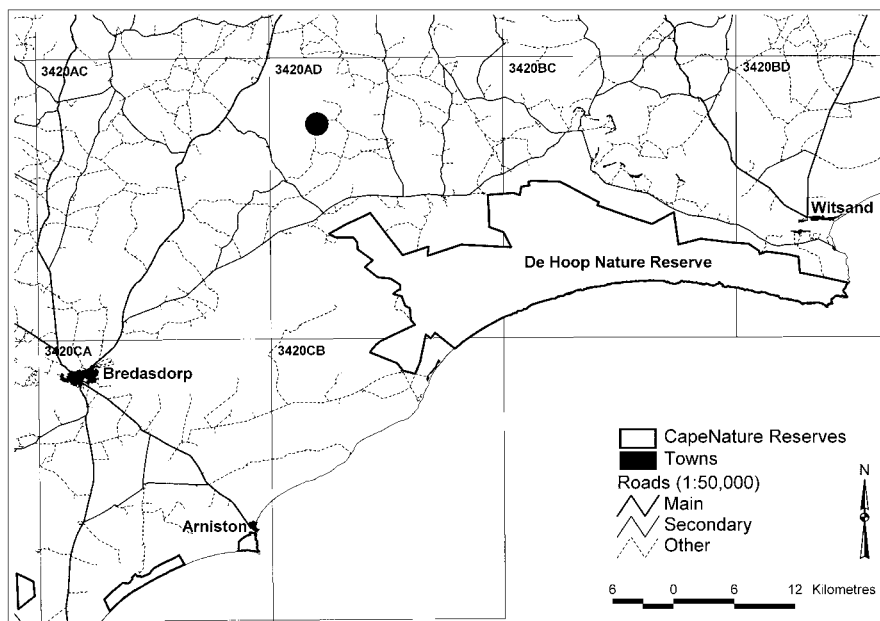 3420AC
3420AD
3420BC
3420BD
Witsand
De Hoop Nature Reserve
3420CA
3420CB
Bredasdorp
Arniston
CapeNature Reserves
Towns
Roads (1:50,000)
Main
Secondary
Other
N
6 0 6 12 Kilometres